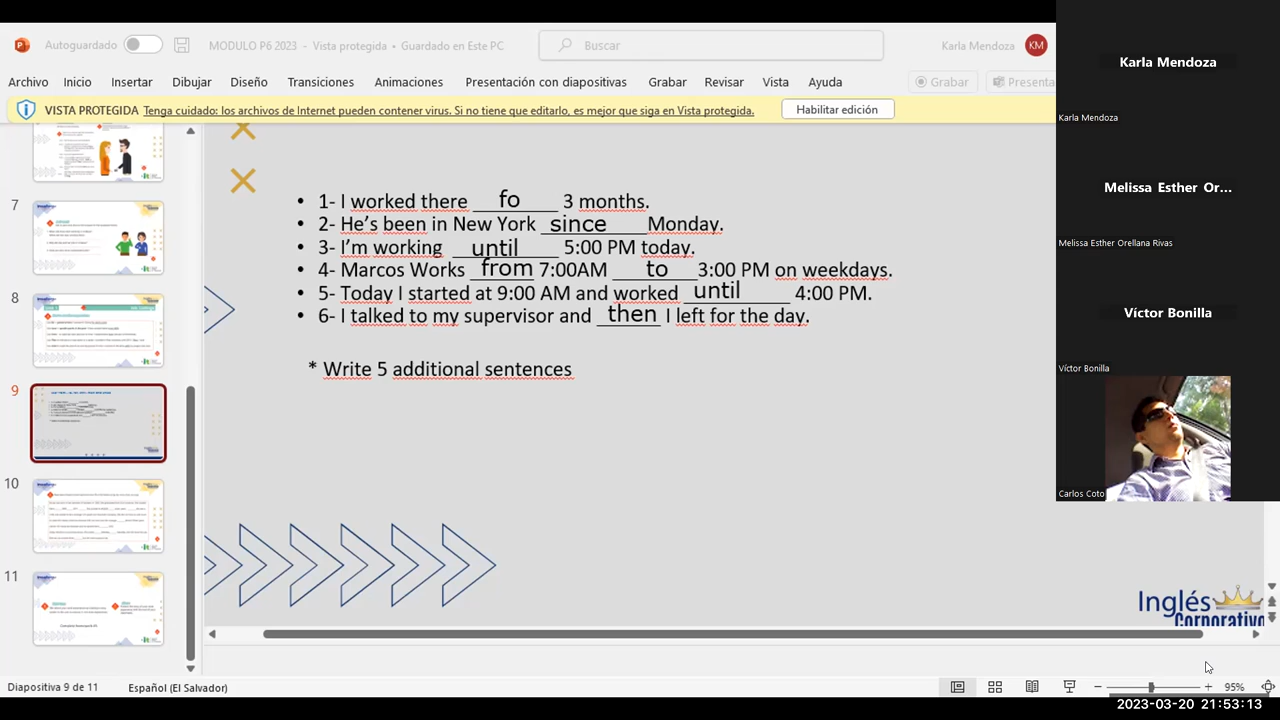 Autoguardado
MODULO P6 2023 - Vista protegida • Guardado en Este PC
Buscar
Karla Mendoza
KM
Archivo Inicio Insertar Dibujar Diseño Transiciones Animaciones Presentación con diapositivas Grabar Revisar Vista Ayuda
Grabar
Presenta
VISTA PROTEGIDA Tenga cuidado: los archivos de Internet pueden contener virus. Si no tiene que editarlo, es mejor que siga en Vista protegida.
Habilitar edición
7
8
9
10
11
• 1- I worked there fo 3 months.
• 2- He's been in New York since Monday.
• 3- I'm working until 5:00 PM today.
• 4- Marcos Works from 7:00AM to 3:00 PM on weekdays.
• 5- Today I started at 9:00 AM and worked until 4:00 PM.
• 6- I talked to my supervisor and then I left for the day.
* Write 5 additional sentences
Inglés
Corporativo
Karla Mendoza
Karla Mendoza
Melissa Esther Or...
Melissa Esther Orellana Rivas
Víctor Bonilla
Víctor Bonilla
Carlos Coto
Diapositiva 9 de 11
Español (El Salvador)
95%
2023-03-20 21:53:13